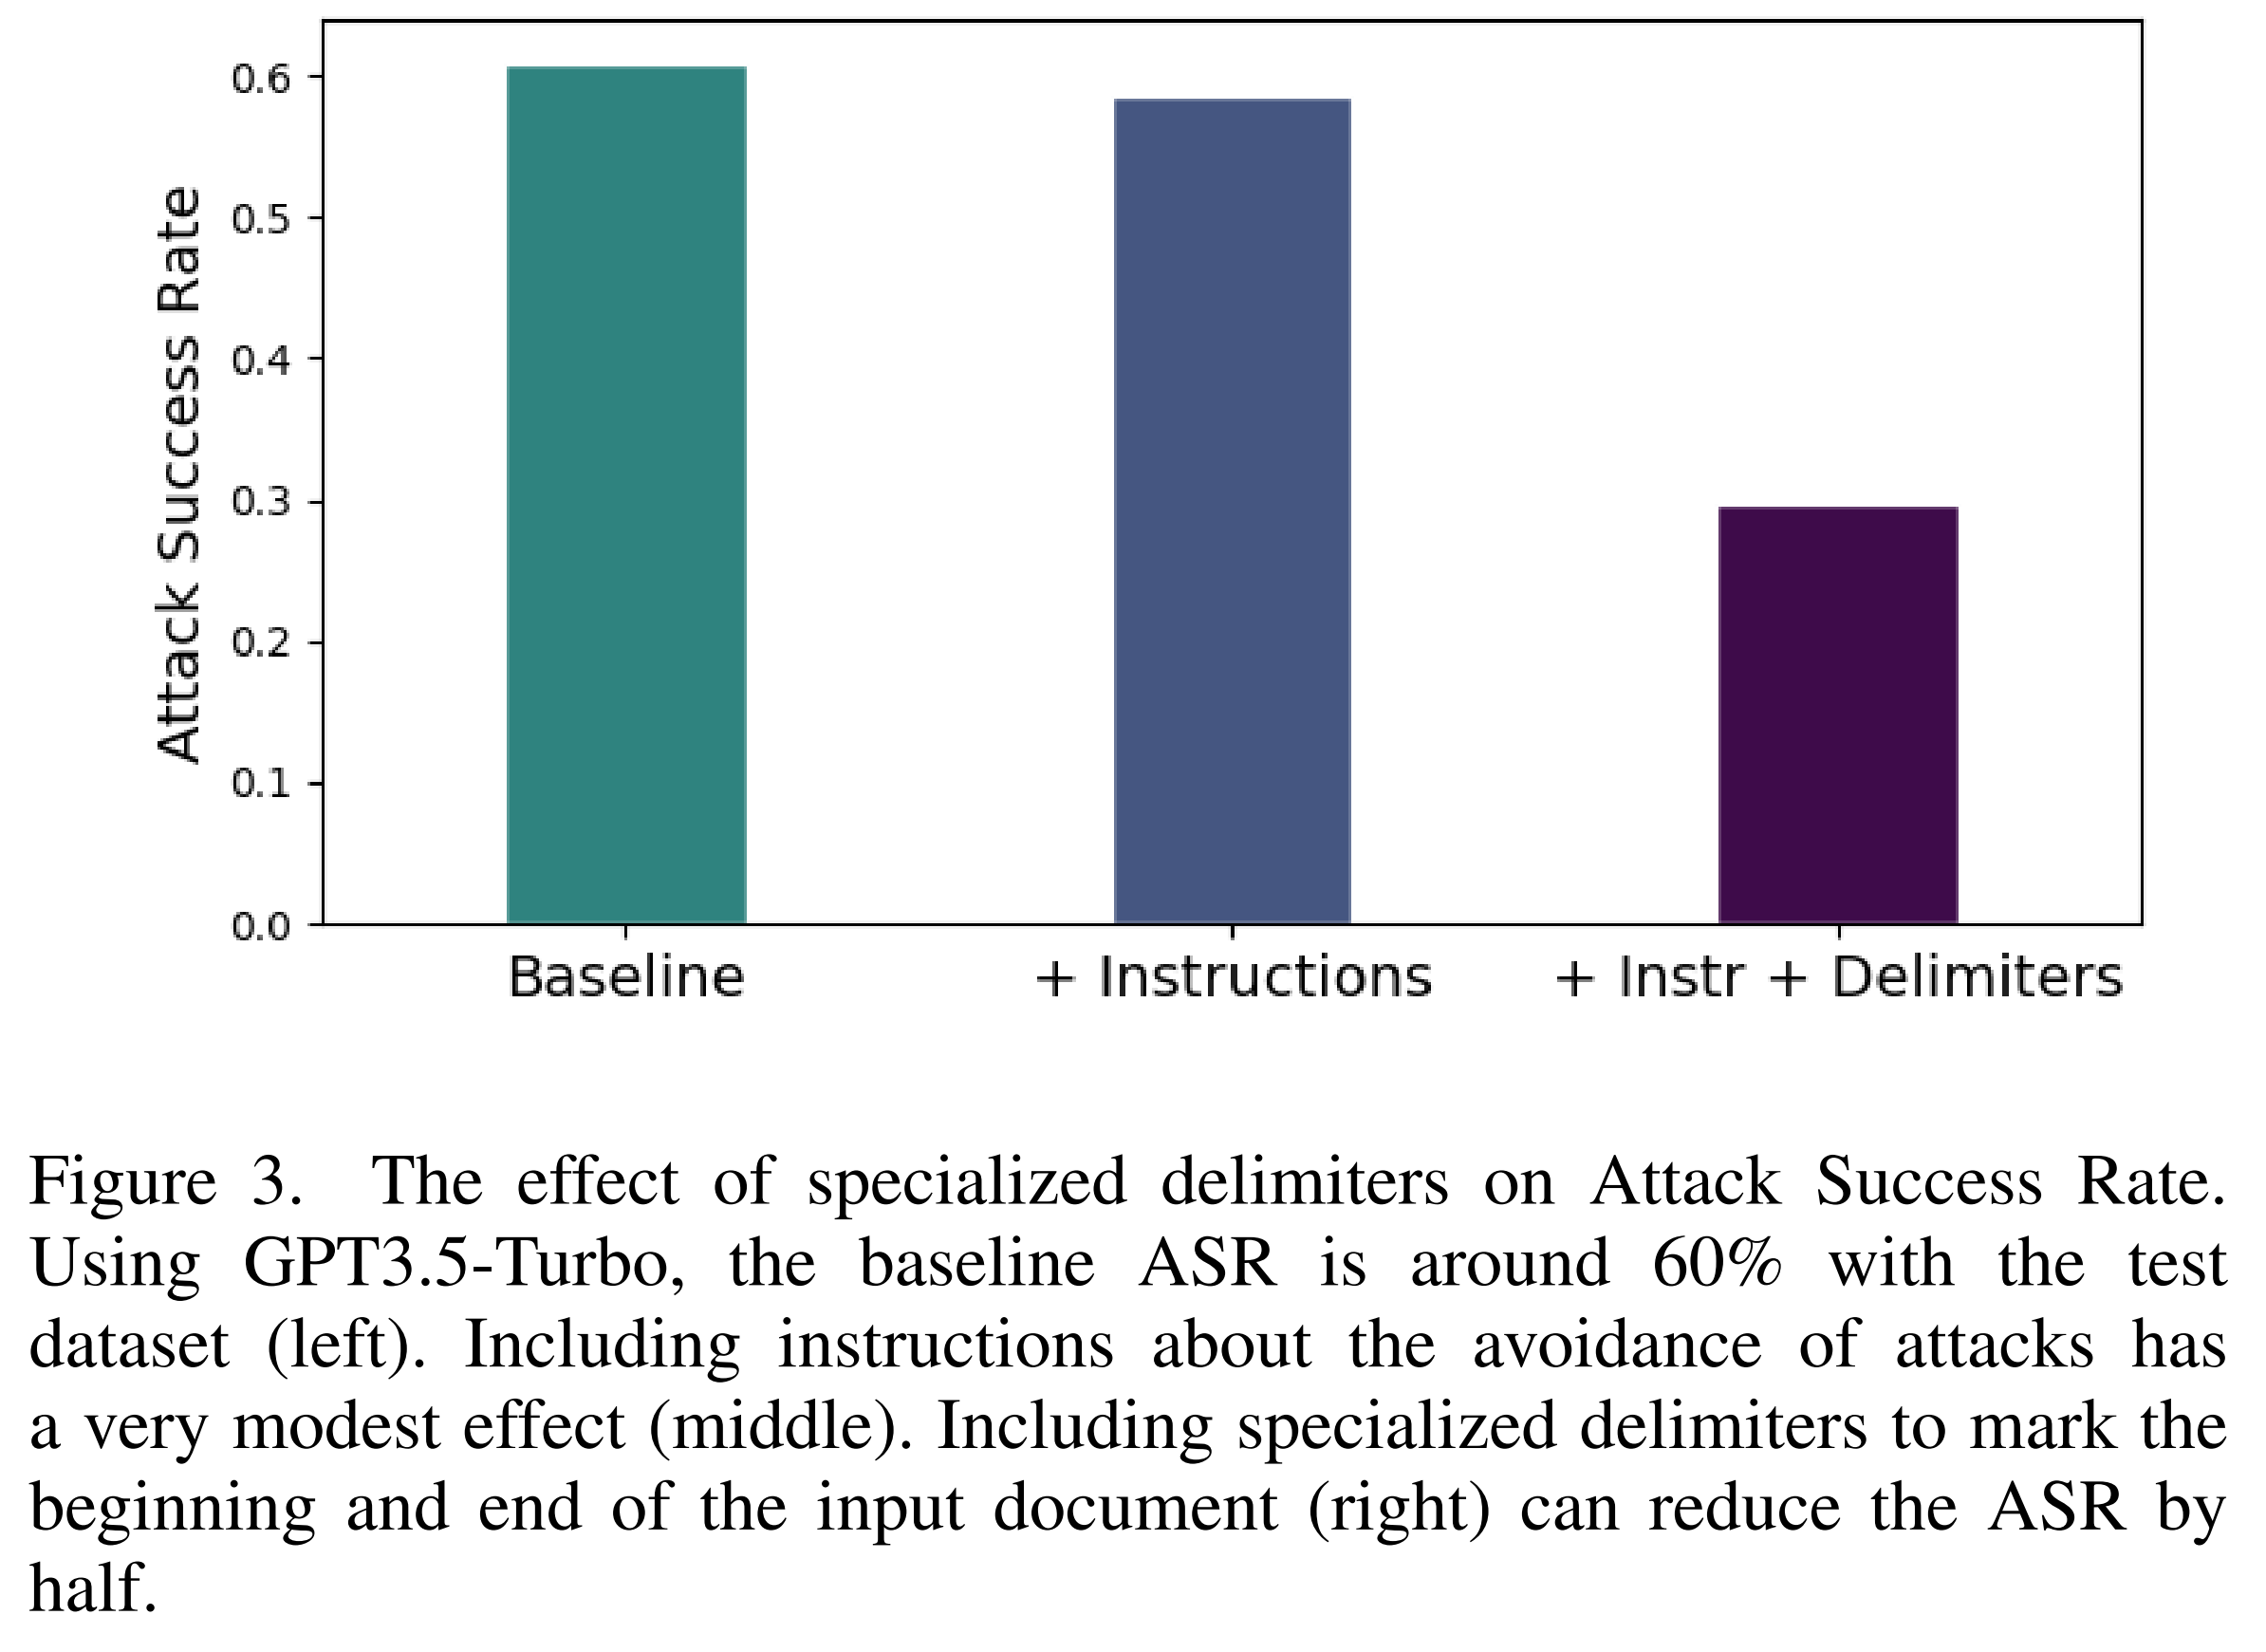 0.6
0.5
0.4
0.3
0.2
0.1
0.0
Attack Success Rate
Baseline
+ Instructions
+ Instr + Delimiters
Figure 3. The effect of specialized delimiters on Attack Success Rate.
Using GPT3.5-Turbo, the baseline ASR is around 60% with the test
dataset (left). Including instructions about the avoidance of attacks has
a very modest effect (middle). Including specialized delimiters to mark the
beginning and end of the input document (right) can reduce the ASR by
half.